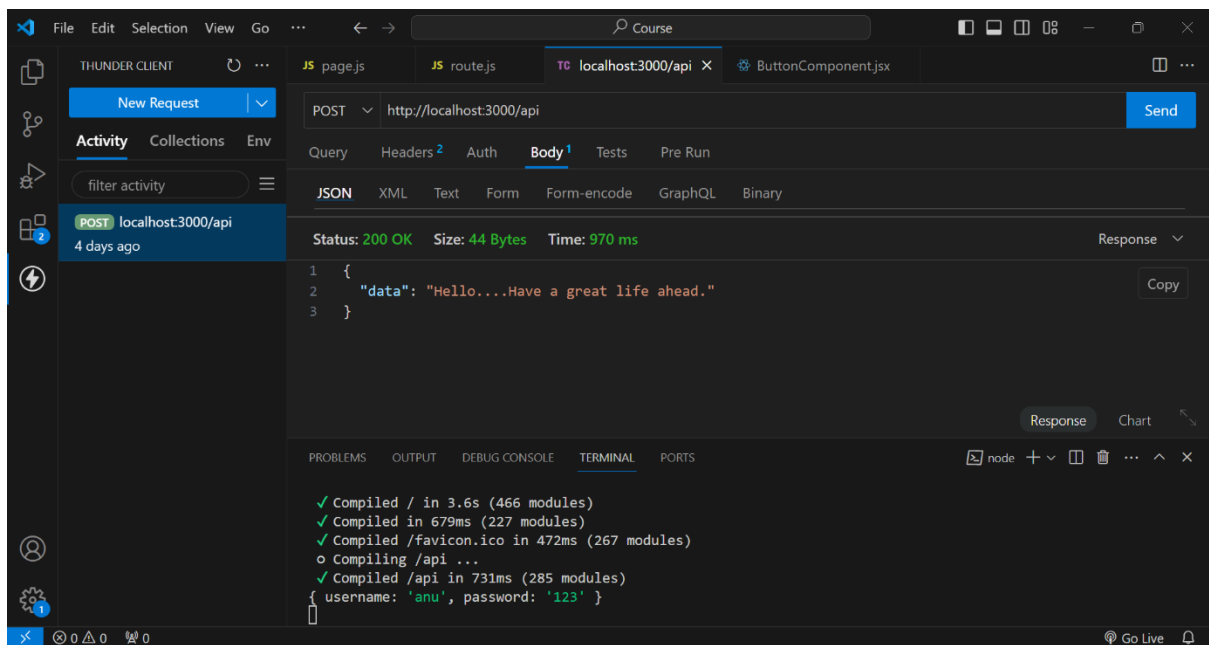 File Edit Selection View Go ··· Course
THUNDER CLIENT ···
New Request
Activity Collections Env
filter activity
POST localhost:3000/api
4 days ago
2
1
JS page.js JS route.js TC localhost:3000/api ButtonComponent.jsx ···
POST http://localhost:3000/api Send
Query Headers 2 Auth Body 1 Tests Pre Run
JSON XML Text Form Form-encode GraphQL Binary
Status: 200 OK Size: 44 Bytes Time: 970 ms Response
1 {
2 "data": "Hello....Have a great life ahead."
3 }
Copy
Response Chart
PROBLEMS OUTPUT DEBUG CONSOLE TERMINAL PORTS node ···
✓ Compiled / in 3.6s (466 modules)
✓ Compiled in 679ms (227 modules)
✓ Compiled /favicon.ico in 472ms (267 modules)
○ Compiling /api ...
✓ Compiled /api in 731ms (285 modules)
{ username: 'anu', password: '123' }
0 0 0 Go Live